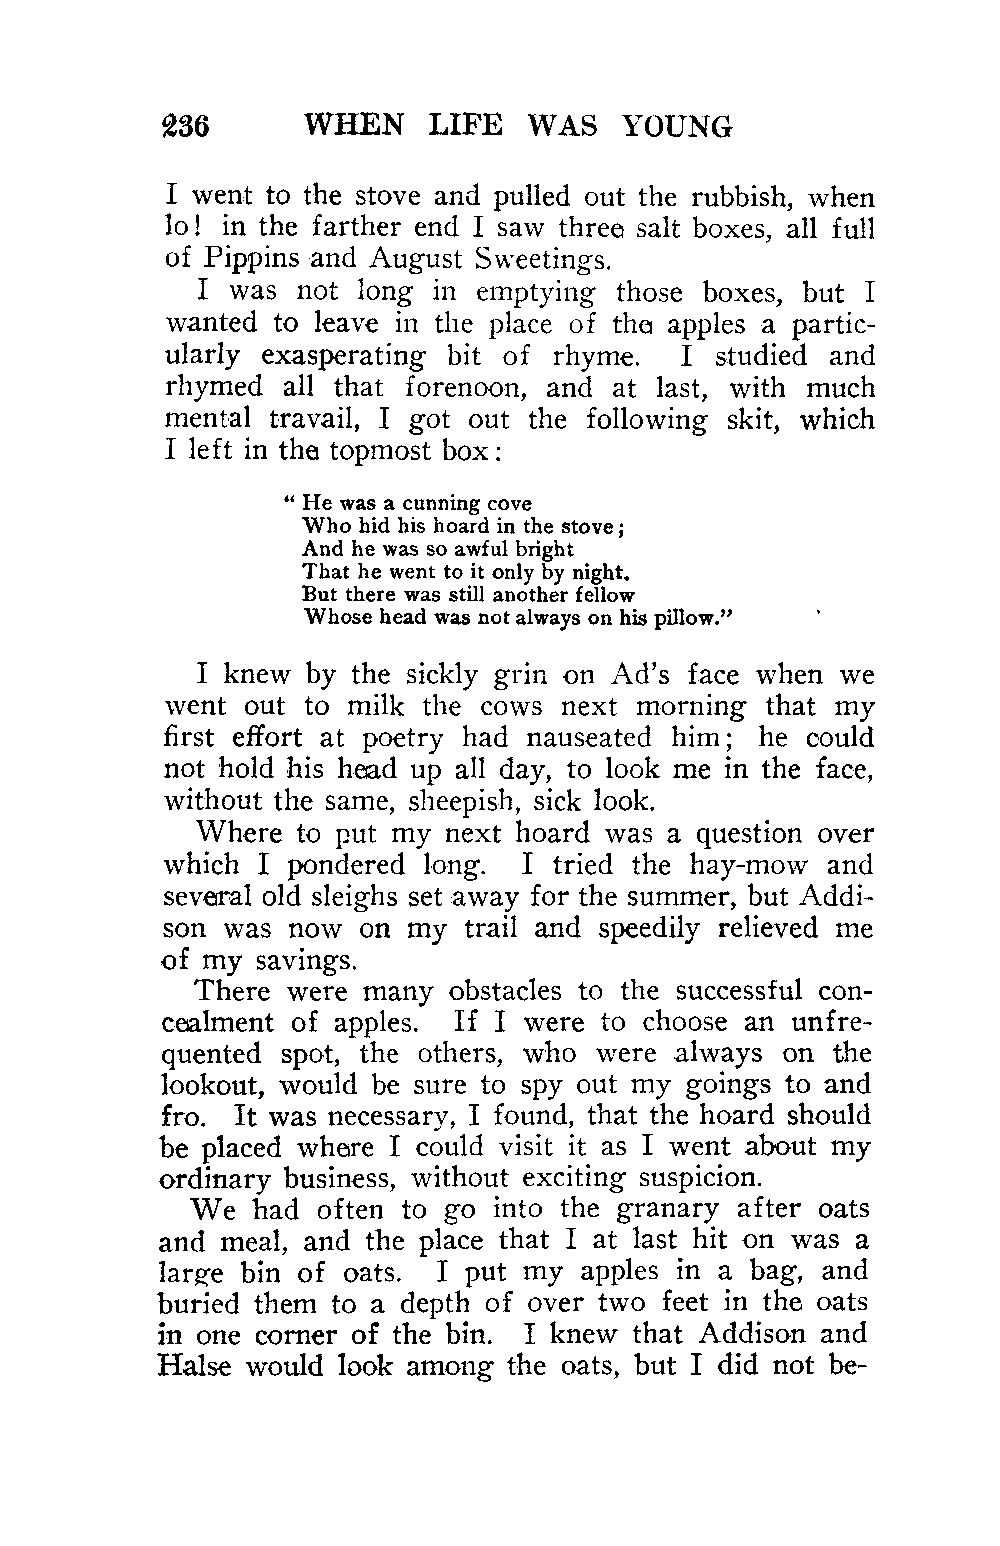 236 WHEN LIFE WAS YOUNG
I went to the stove and pulled out the rubbish, when
lo! in the farther end I saw three salt boxes, all full
of Pippins and August Sweetings.
I was not long in emptying those boxes, but I
wanted to leave in the place of the apples a partic-
ularly exasperating bit of rhyme. I studied and
rhymed all that forenoon, and at last, with much
mental travail, I got out the following skit, which
I left in the topmost box:
“ He was a cunning cove
Who hid his hoard in the stove;
And he was so awful bright
That he went to it only by night.
But there was still another fellow
Whose head was not always on his pillow.”
I knew by the sickly grin on Ad’s face when we
went out to milk the cows next morning that my
first effort at poetry had nauseated him; he could
not hold his head up all day, to look me in the face,
without the same, sheepish, sick look.
Where to put my next hoard was a question over
which I pondered long. I tried the hay-mow and
several old sleighs set away for the summer, but Addi-
son was now on my trail and speedily relieved me
of my savings.
There were many obstacles to the successful con-
cealment of apples. If I were to choose an unfre-
quented spot, the others, who were always on the
lookout, would be sure to spy out my goings to and
fro. It was necessary, I found, that the hoard should
be placed where I could visit it as I went about my
ordinary business, without exciting suspicion.
We had often to go into the granary after oats
and meal, and the place that I at last hit on was a
large bin of oats. I put my apples in a bag, and
buried them to a depth of over two feet in the oats
in one corner of the bin. I knew that Addison and
Halse would look among the oats, but I did not be-